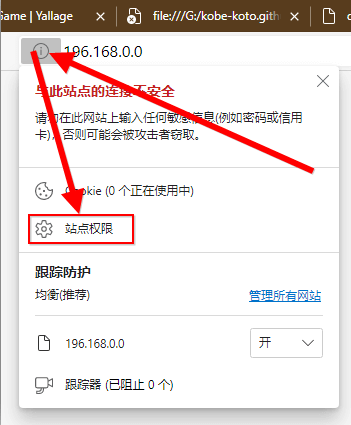 Game | Yallage
file:///G:/kobe-koto.gith
196.168.0.0
与此站点的连接不安全
请勿在此网站上输入任何敏感信息(例如密码或信用
卡)，否则可能会被攻击者窃取。
Cookie (0 个正在使用中)
站点权限
跟踪防护
均衡(推荐)
管理所有网站
196.168.0.0
开
跟踪器 (已阻止 0 个)